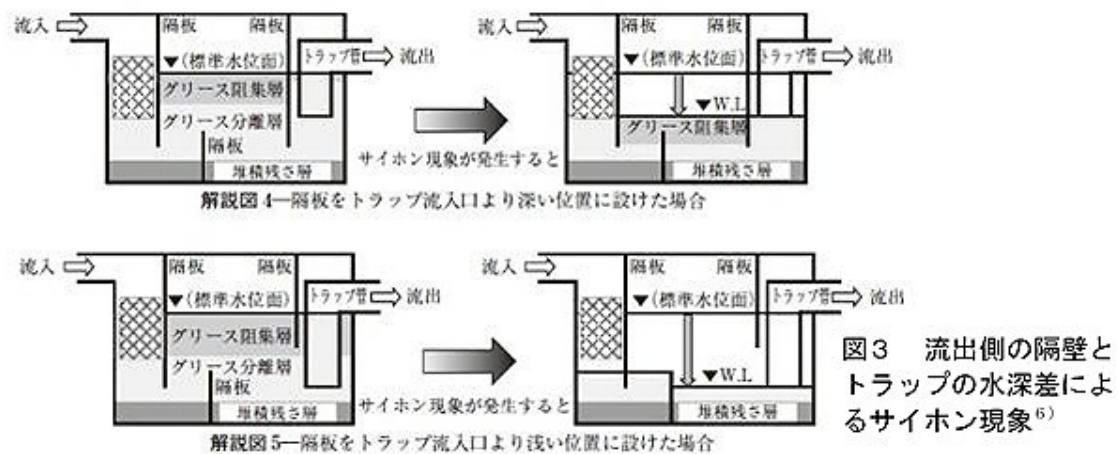 流入 隔板 隔板
▼(標準水位面) トラップ管 流出
グリース阻集層
グリース分離層
隔板
堆積残さ層
サイホン現象が発生すると
流入 隔板 隔板
▼(標準水位面) トラップ管 流出
▼W.L
グリース阻集層
堆積残さ層
解説図4―隔板をトラップ流入口より深い位置に設けた場合
流入 隔板 隔板
▼(標準水位面) トラップ管 流出
グリース阻集層
グリース分離層
隔板
堆積残さ層
サイホン現象が発生すると
流入 隔板 隔板
▼(標準水位面) トラップ管 流出
▼W.L
堆積残さ層
解説図5―隔板をトラップ流入口より浅い位置に設けた場合
図3 流出側の隔壁と
トラップの水深差によ
るサイホン現象6)